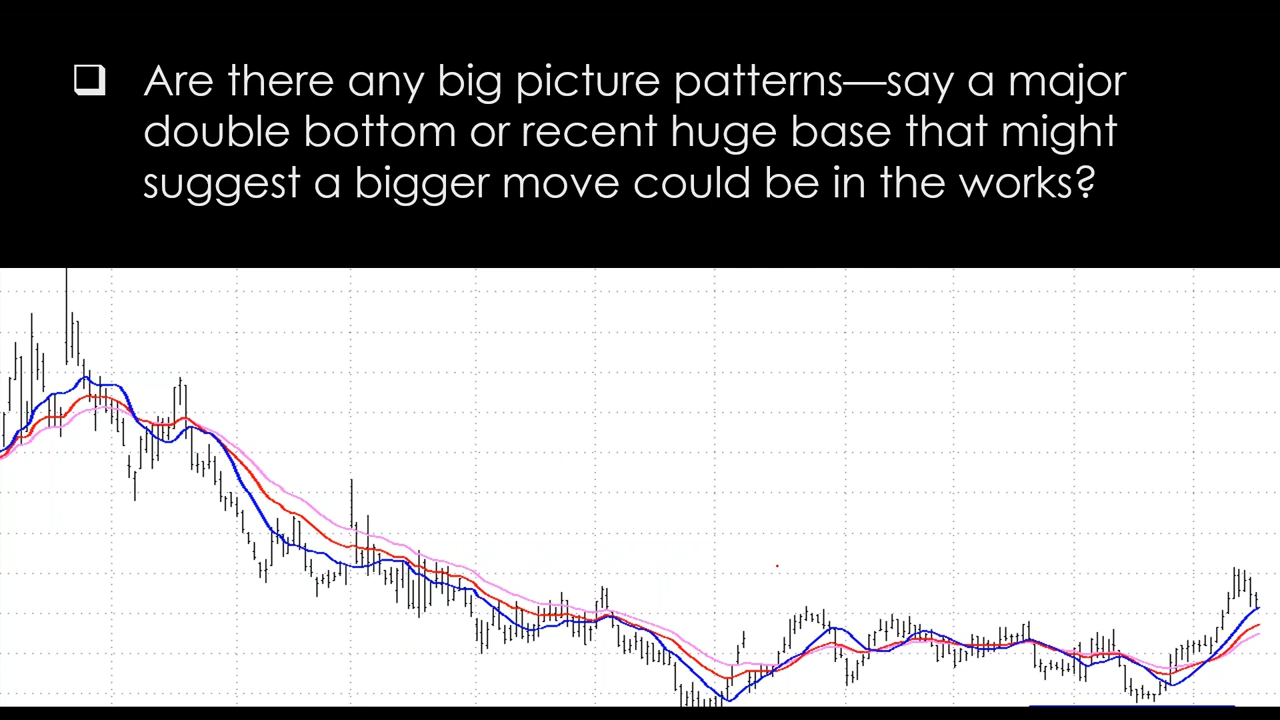 ❑ Are there any big picture patterns—say a major
double bottom or recent huge base that might
suggest a bigger move could be in the works?